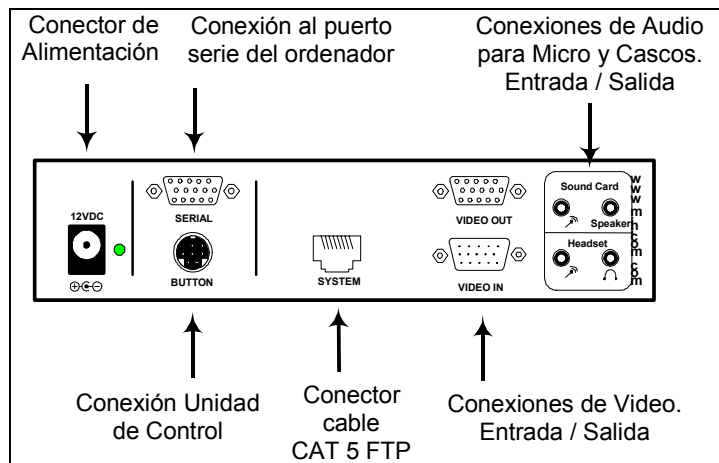 Conector de
Alimentación
Conexión al puerto
serie del ordenador
Conexiones de Audio
para Micro y Cascos.
Entrada / Salida
12VDC
SERIAL
BUTTON
SYSTEM
VIDEO OUT
VIDEO IN
Sound Card
Speaker
Headset
Conexión Unidad
de Control
Conector
cable
CAT 5 FTP
Conexiones de Video.
Entrada / Salida